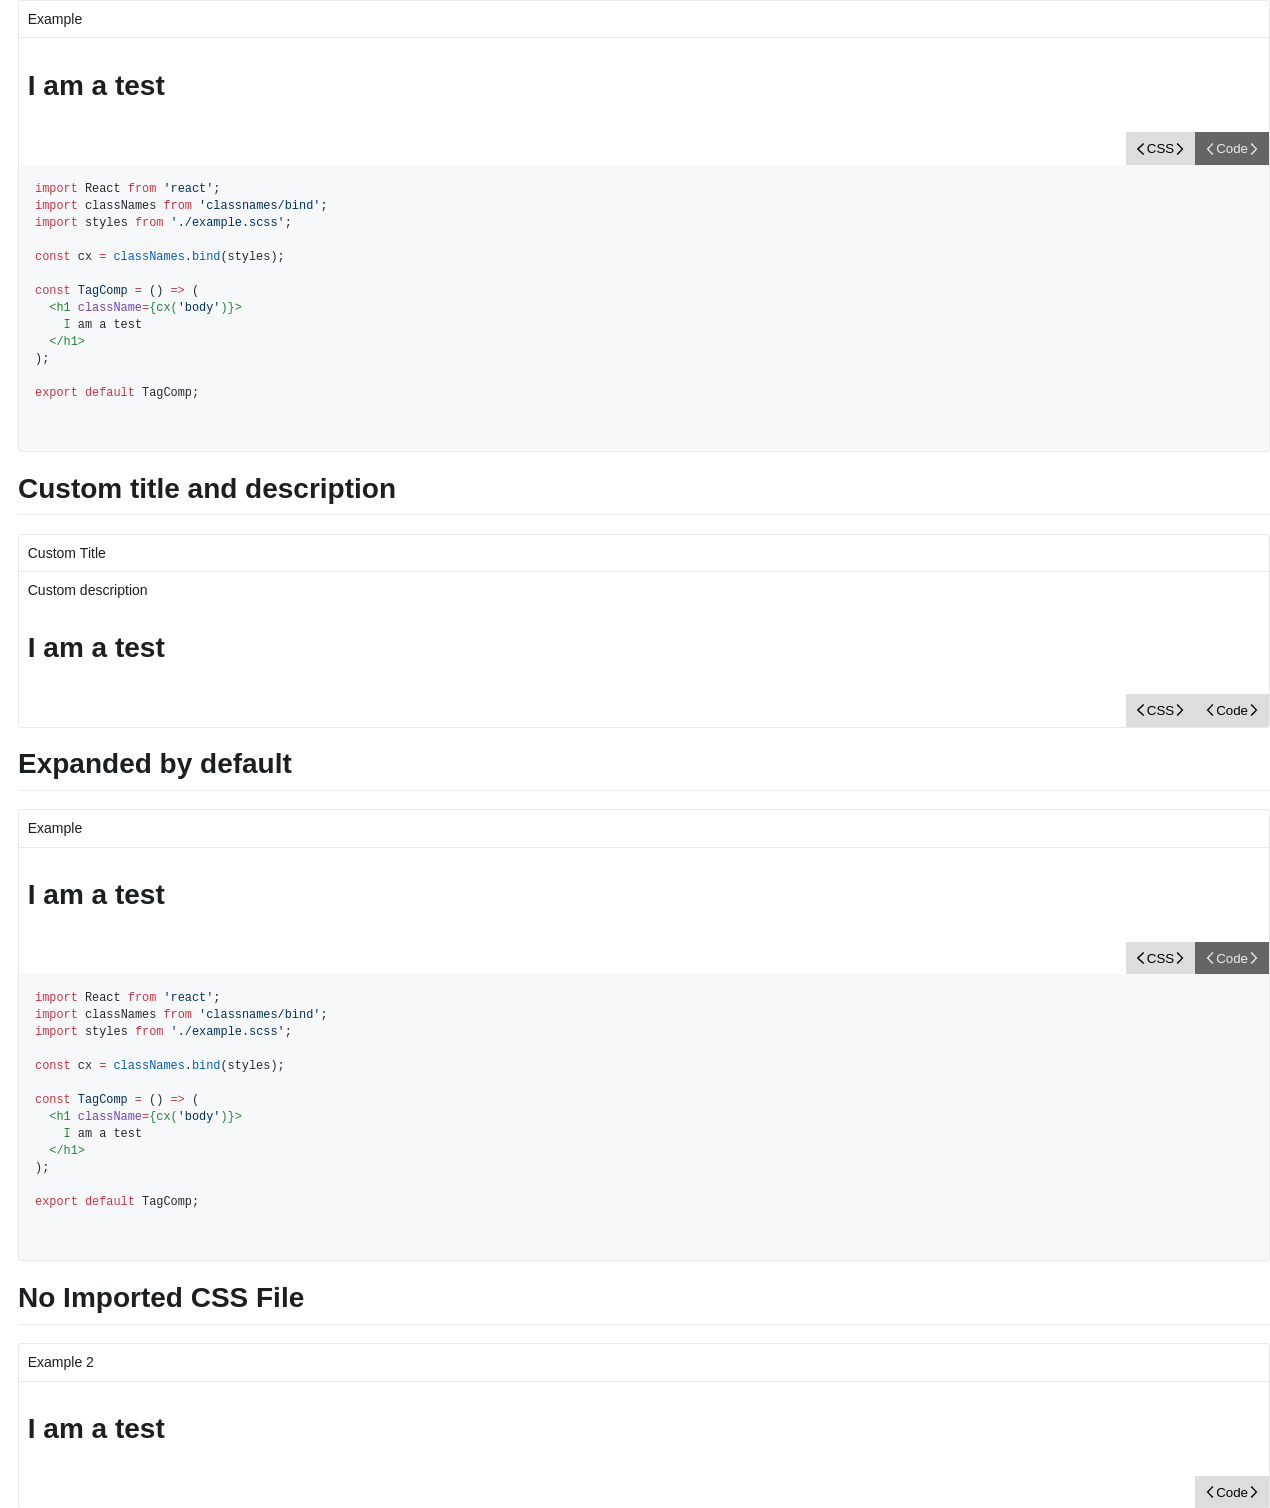 Example
I am a test
CSS Code
import React from 'react';
import classNames from 'classnames/bind';
import styles from './example.scss';
const cx = classNames.bind(styles);
const TagComp = () => (
<h1 className={cx('body')}>
I am a test
</h1>
);
export default TagComp;
Custom title and description
Custom Title
Custom description
I am a test
CSS Code
Expanded by default
Example
I am a test
CSS Code
import React from 'react';
import classNames from 'classnames/bind';
import styles from './example.scss';
const cx = classNames.bind(styles);
const TagComp = () => (
<h1 className={cx('body')}>
I am a test
</h1>
);
export default TagComp;
No Imported CSS File
Example 2
I am a test
Code